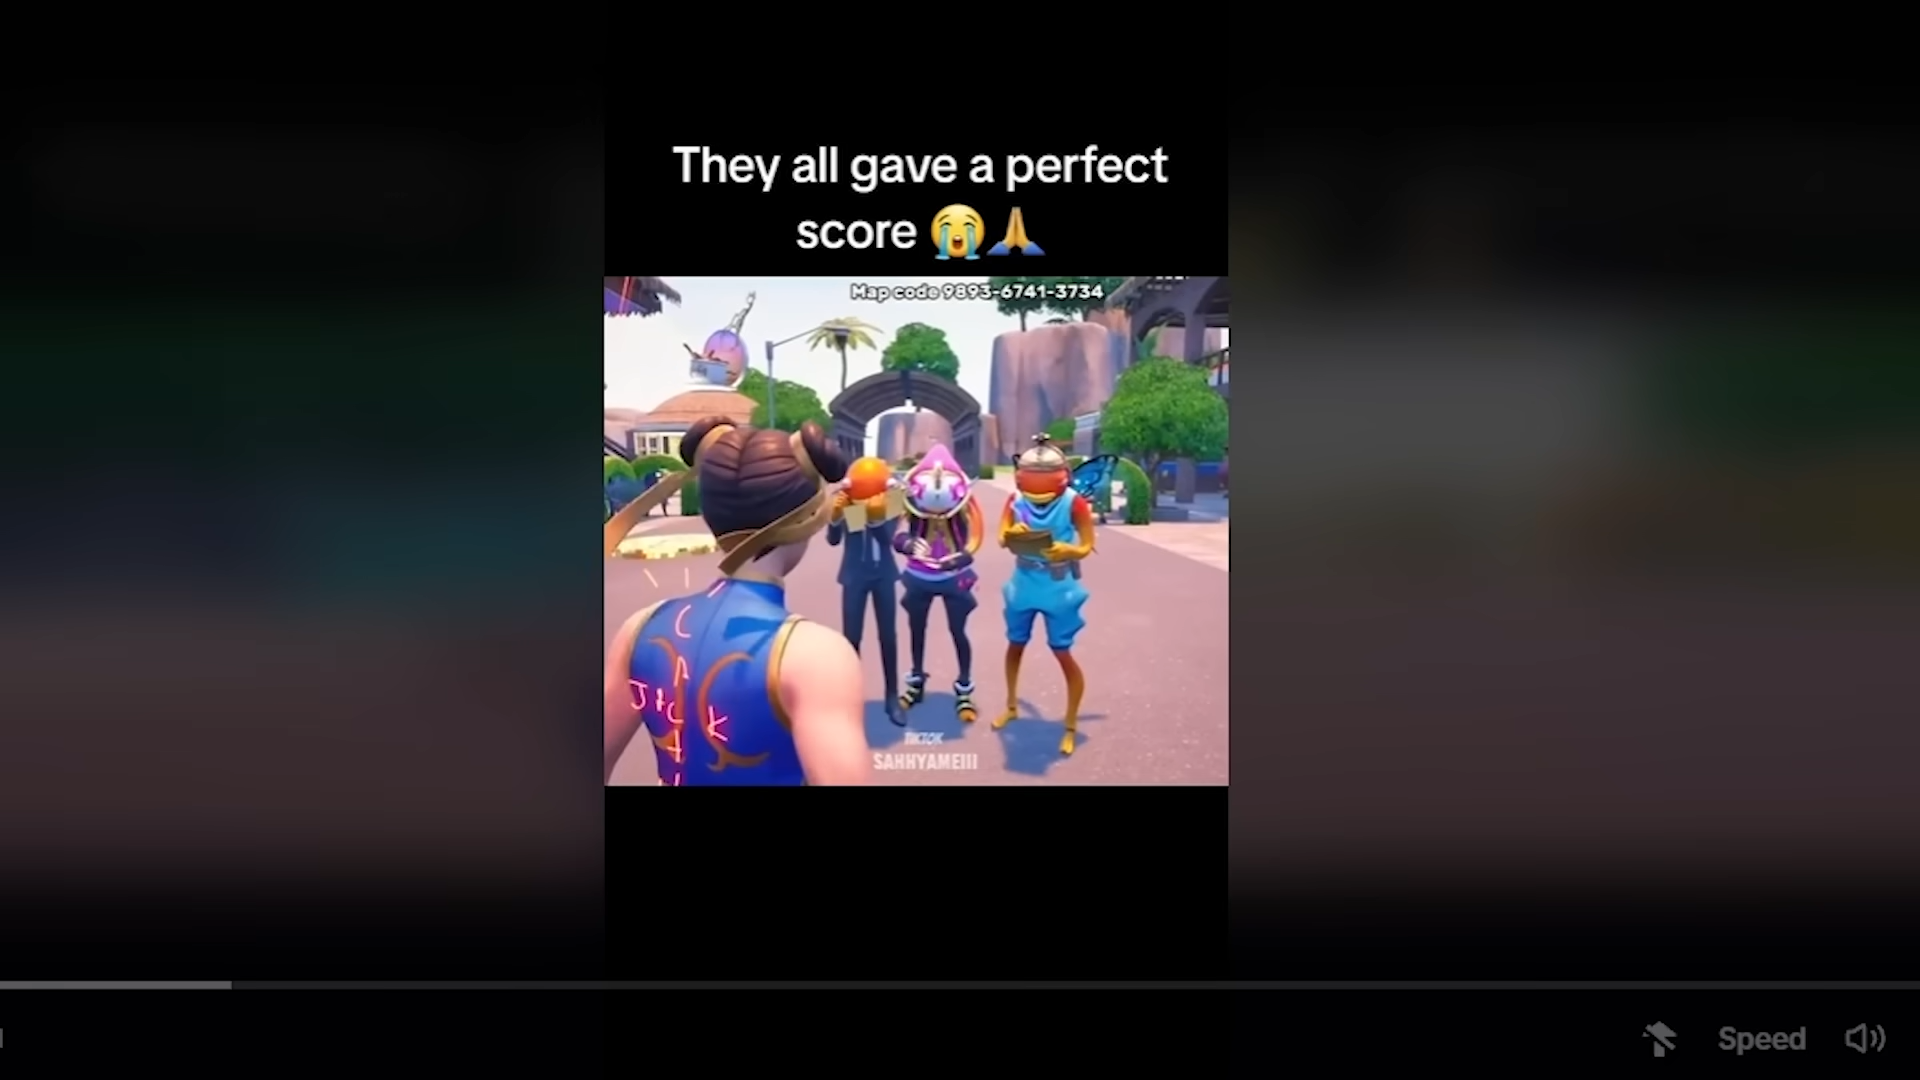 They all gave a perfect
score 😭🙏
Map code 9893-6741-3734
TIKTOK
SAHHYAMEIII
Speed